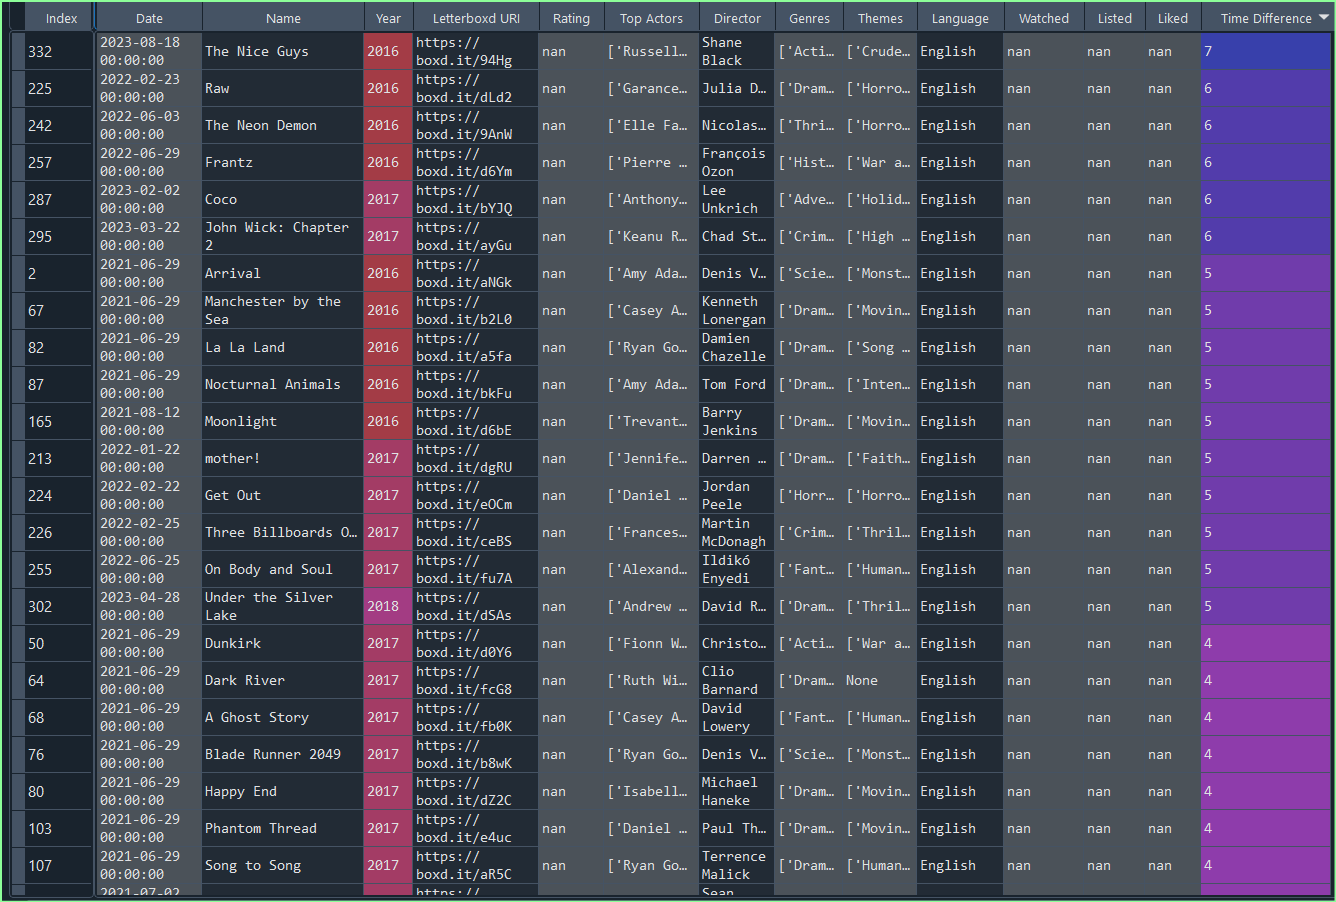 Index Date Name Year Letterboxd URI Rating Top Actors Director Genres Themes Language Watched Listed Liked Time Difference
332 2023-08-18 00:00:00 The Nice Guys 2016 https://boxd.it/94Hg nan ['Russell… Shane Black ['Acti… ['Crude… English nan nan nan 7
225 2022-02-23 00:00:00 Raw 2016 https://boxd.it/dLd2 nan ['Garance… Julia D… ['Dram… ['Horro… English nan nan nan 6
242 2022-06-03 00:00:00 The Neon Demon 2016 https://boxd.it/9AnW nan ['Elle Fa… Nicolas… ['Thri… ['Horro… English nan nan nan 6
257 2022-06-29 00:00:00 Frantz 2016 https://boxd.it/d6Ym nan ['Pierre … François Ozon ['Hist… ['War a… English nan nan nan 6
287 2023-02-02 00:00:00 Coco 2017 https://boxd.it/bYJQ nan ['Anthony… Lee Unkrich ['Adve… ['Holid… English nan nan nan 6
295 2023-03-22 00:00:00 John Wick: Chapter 2 2017 https://boxd.it/ayGu nan ['Keanu R… Chad St… ['Crim… ['High … English nan nan nan 6
2 2021-06-29 00:00:00 Arrival 2016 https://boxd.it/aNGk nan ['Amy Ada… Denis V… ['Scie… ['Monst… English nan nan nan 5
67 2021-06-29 00:00:00 Manchester by the Sea 2016 https://boxd.it/b2L0 nan ['Casey A… Kenneth Lonergan ['Dram… ['Movin… English nan nan nan 5
82 2021-06-29 00:00:00 La La Land 2016 https://boxd.it/a5fa nan ['Ryan Go… Damien Chazelle ['Dram… ['Song … English nan nan nan 5
87 2021-06-29 00:00:00 Nocturnal Animals 2016 https://boxd.it/bkFu nan ['Amy Ada… Tom Ford ['Dram… ['Inten… English nan nan nan 5
165 2021-08-12 00:00:00 Moonlight 2016 https://boxd.it/d6bE nan ['Trevant… Barry Jenkins ['Dram… ['Movin… English nan nan nan 5
213 2022-01-22 00:00:00 mother! 2017 https://boxd.it/dgRU nan ['Jennife… Darren … ['Dram… ['Faith… English nan nan nan 5
224 2022-02-22 00:00:00 Get Out 2017 https://boxd.it/eOCm nan ['Daniel … Jordan Peele ['Horr… ['Horro… English nan nan nan 5
226 2022-02-25 00:00:00 Three Billboards O… 2017 https://boxd.it/ceBS nan ['Frances… Martin McDonagh ['Crim… ['Thril… English nan nan nan 5
255 2022-06-25 00:00:00 On Body and Soul 2017 https://boxd.it/fu7A nan ['Alexand… Ildikó Enyedi ['Fant… ['Human… English nan nan nan 5
302 2023-04-28 00:00:00 Under the Silver Lake 2018 https://boxd.it/dSAs nan ['Andrew … David R… ['Dram… ['Thril… English nan nan nan 5
50 2021-06-29 00:00:00 Dunkirk 2017 https://boxd.it/d0Y6 nan ['Fionn W… Christo… ['Acti… ['War a… English nan nan nan 4
64 2021-06-29 00:00:00 Dark River 2017 https://boxd.it/fcG8 nan ['Ruth Wi… Clio Barnard ['Dram… None English nan nan nan 4
68 2021-06-29 00:00:00 A Ghost Story 2017 https://boxd.it/fb0K nan ['Casey A… David Lowery ['Fant… ['Human… English nan nan nan 4
76 2021-06-29 00:00:00 Blade Runner 2049 2017 https://boxd.it/b8wK nan ['Ryan Go… Denis V… ['Scie… ['Monst… English nan nan nan 4
80 2021-06-29 00:00:00 Happy End 2017 https://boxd.it/dZ2C nan ['Isabell… Michael Haneke ['Dram… ['Movin… English nan nan nan 4
103 2021-06-29 00:00:00 Phantom Thread 2017 https://boxd.it/e4uc nan ['Daniel … Paul Th… ['Dram… ['Movin… English nan nan nan 4
107 2021-06-29 00:00:00 Song to Song 2017 https://boxd.it/aR5C nan ['Ryan Go… Terrence Malick ['Dram… ['Human… English nan nan nan 4
2021-07-02 https:// Sean